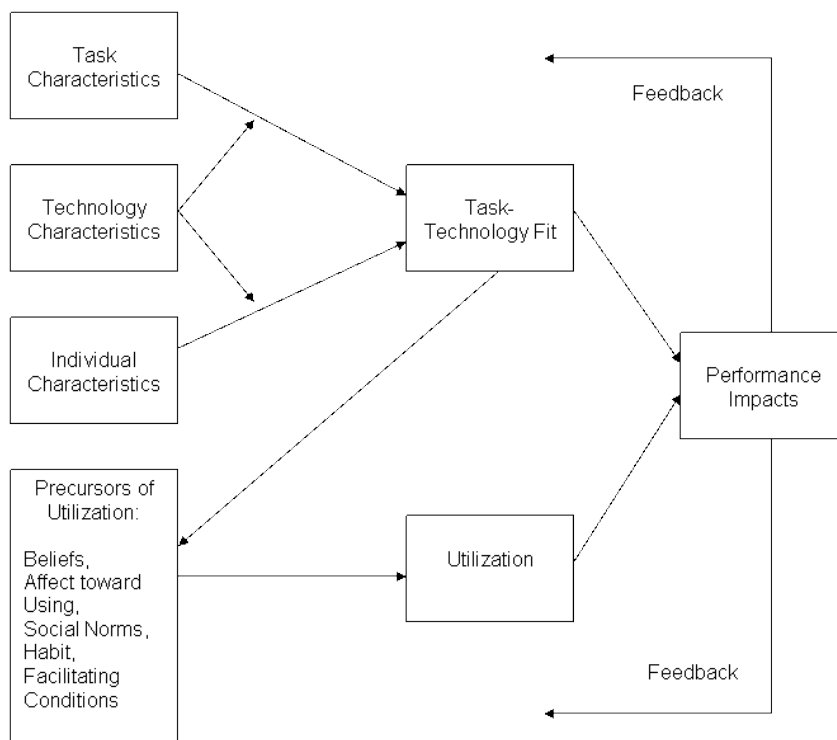 Task
Characteristics
Feedback
Technology
Characteristics
Task-
Technology Fit
Individual
Characteristics
Performance
Impacts
Precursors of
Utilization:
Beliefs,
Affect toward
Using,
Social Norms,
Habit,
Facilitating
Conditions
Utilization
Feedback